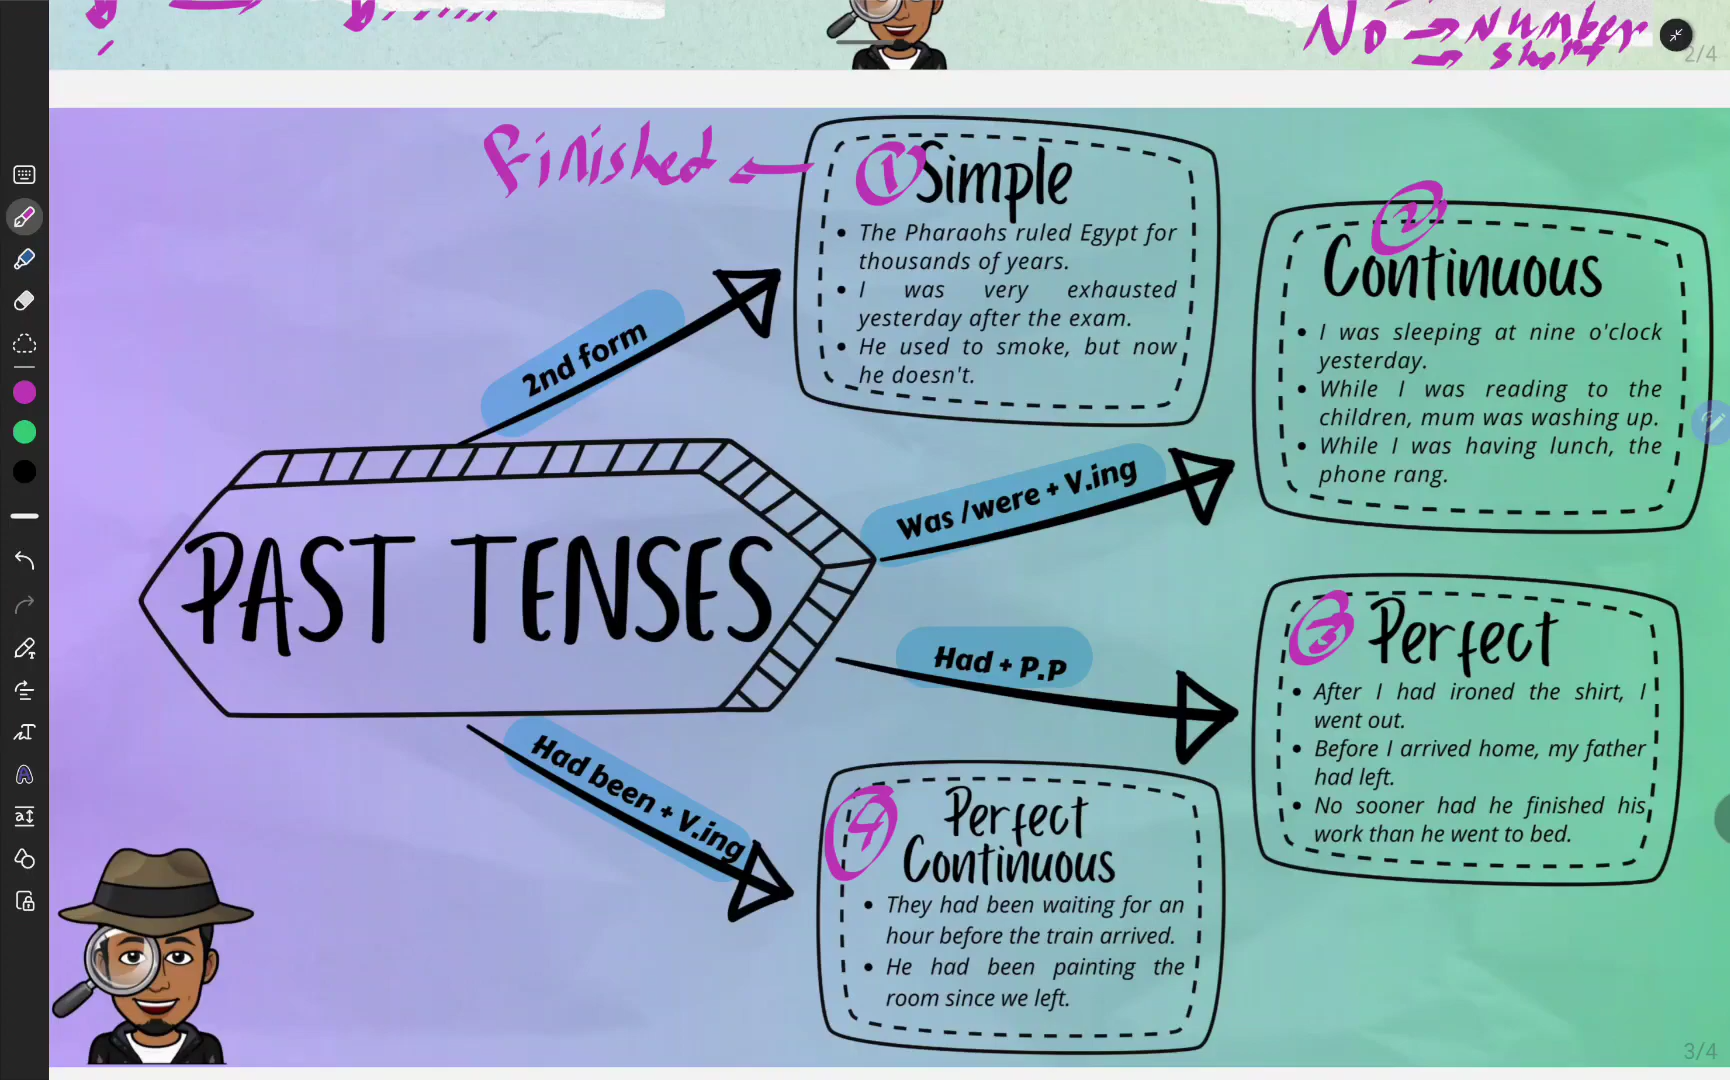 No → Number
→ short
2/4
Finished ←
① Simple
The Pharaohs ruled Egypt for
thousands of years.
I was very exhausted
yesterday after the exam.
He used to smoke, but now
he doesn't.
② Continuous
I was sleeping at nine o'clock
yesterday.
While I was reading to the
children, mum was washing up.
While I was having lunch, the
phone rang.
2nd form
Was /were + V.ing
PAST TENSES
Had + P.P
Had been + V.ing
③ Perfect
After I had ironed the shirt, I
went out.
Before I arrived home, my father
had left.
No sooner had he finished his
work than he went to bed.
④ Perfect
Continuous
They had been waiting for an
hour before the train arrived.
He had been painting the
room since we left.
3/4